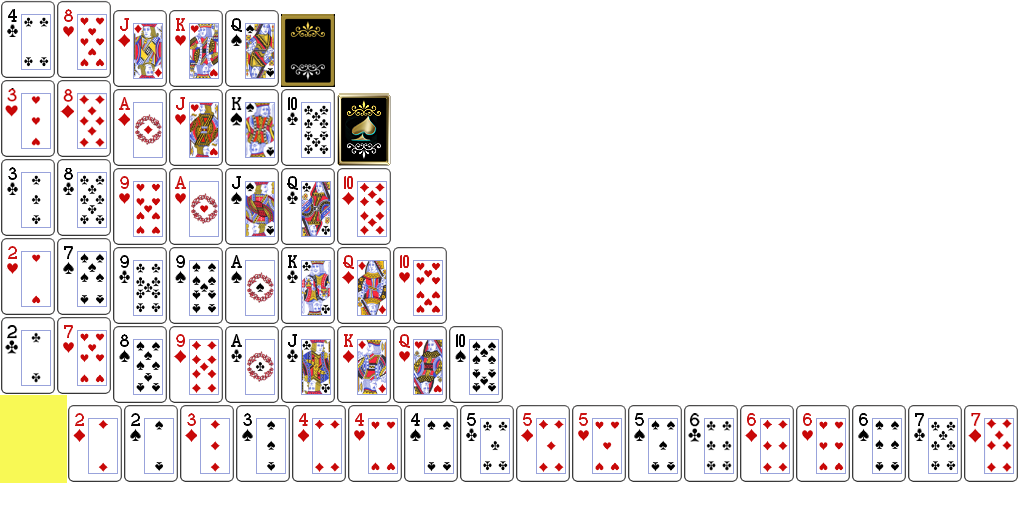 4 8 J K Q
3 8 A J K 10
3 8 9 A J Q 10
2 7 9 9 A K Q 10
2 7 8 9 A J K Q 10
2 2 3 3 4 4 4 5 5 5 5 6 6 6 6 7 7